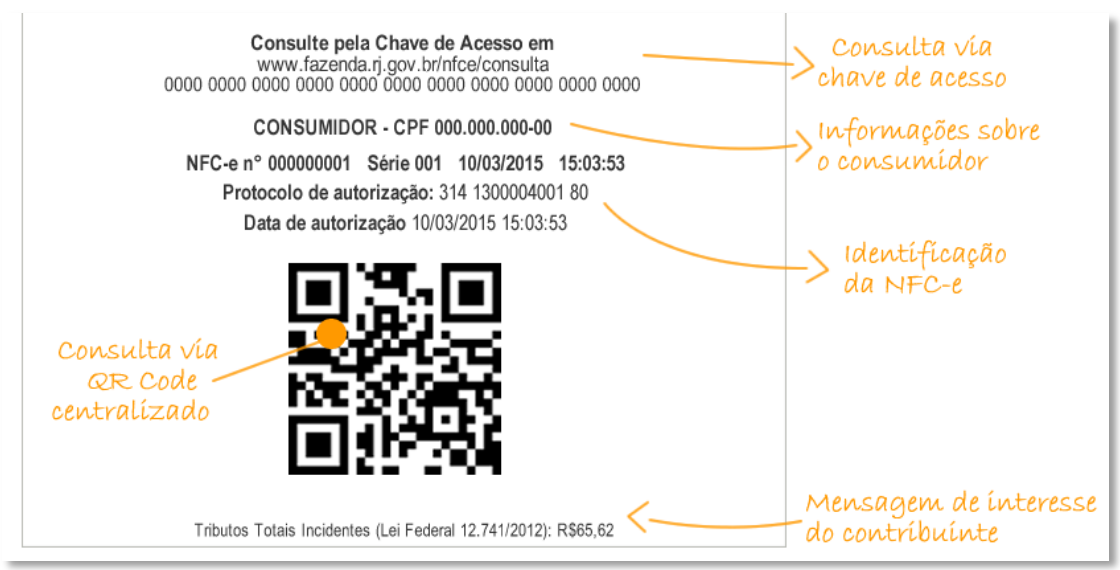 Consulte pela Chave de Acesso em
www.fazenda.rj.gov.br/nfce/consulta
0000 0000 0000 0000 0000 0000 0000 0000 0000 0000 0000
CONSUMIDOR - CPF 000.000.000-00
NFC-e n° 000000001 Série 001 10/03/2015 15:03:53
Protocolo de autorização: 314 1300004001 80
Data de autorização 10/03/2015 15:03:53
Tributos Totais Incidentes (Lei Federal 12.741/2012): R$65,62
Consulta via
chave de acesso
Informações sobre
o consumidor
Identificação
da NFC-e
Consulta via
QR Code
centralizado
Mensagem de interesse
do contribuinte